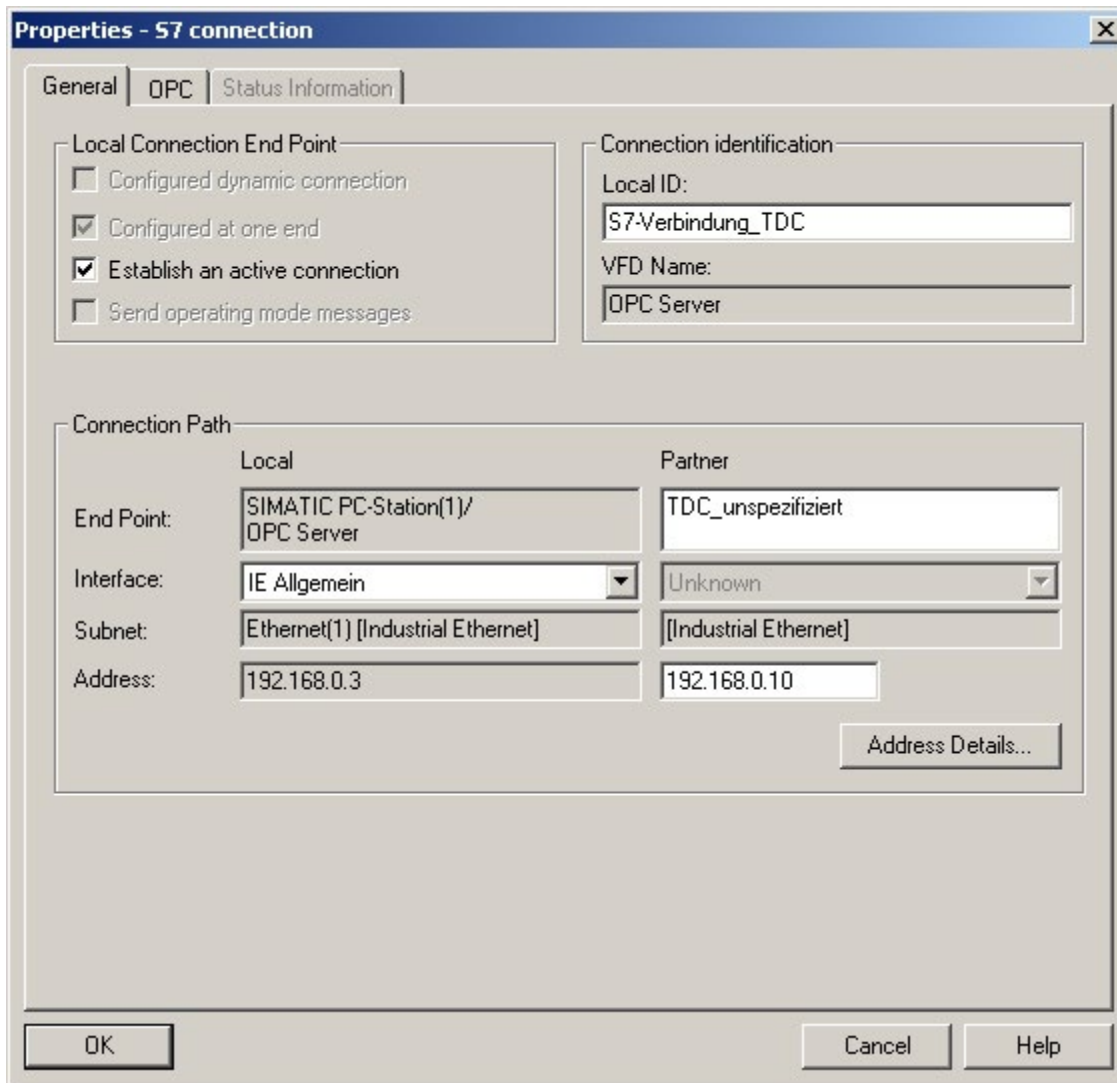 Properties - S7 connection
General OPC Status Information
Local Connection End Point
Configured dynamic connection
Configured at one end
Establish an active connection
Send operating mode messages
Connection identification
Local ID:
S7-Verbindung_TDC
VFD Name:
OPC Server
Connection Path
Local Partner
End Point: SIMATIC PC-Station(1)/ TDC_unspezifiziert
OPC Server
Interface: IE Allgemein Unknown
Subnet: Ethernet(1) [Industrial Ethernet] [Industrial Ethernet]
Address: 192.168.0.3 192.168.0.10
Address Details...
OK Cancel Help